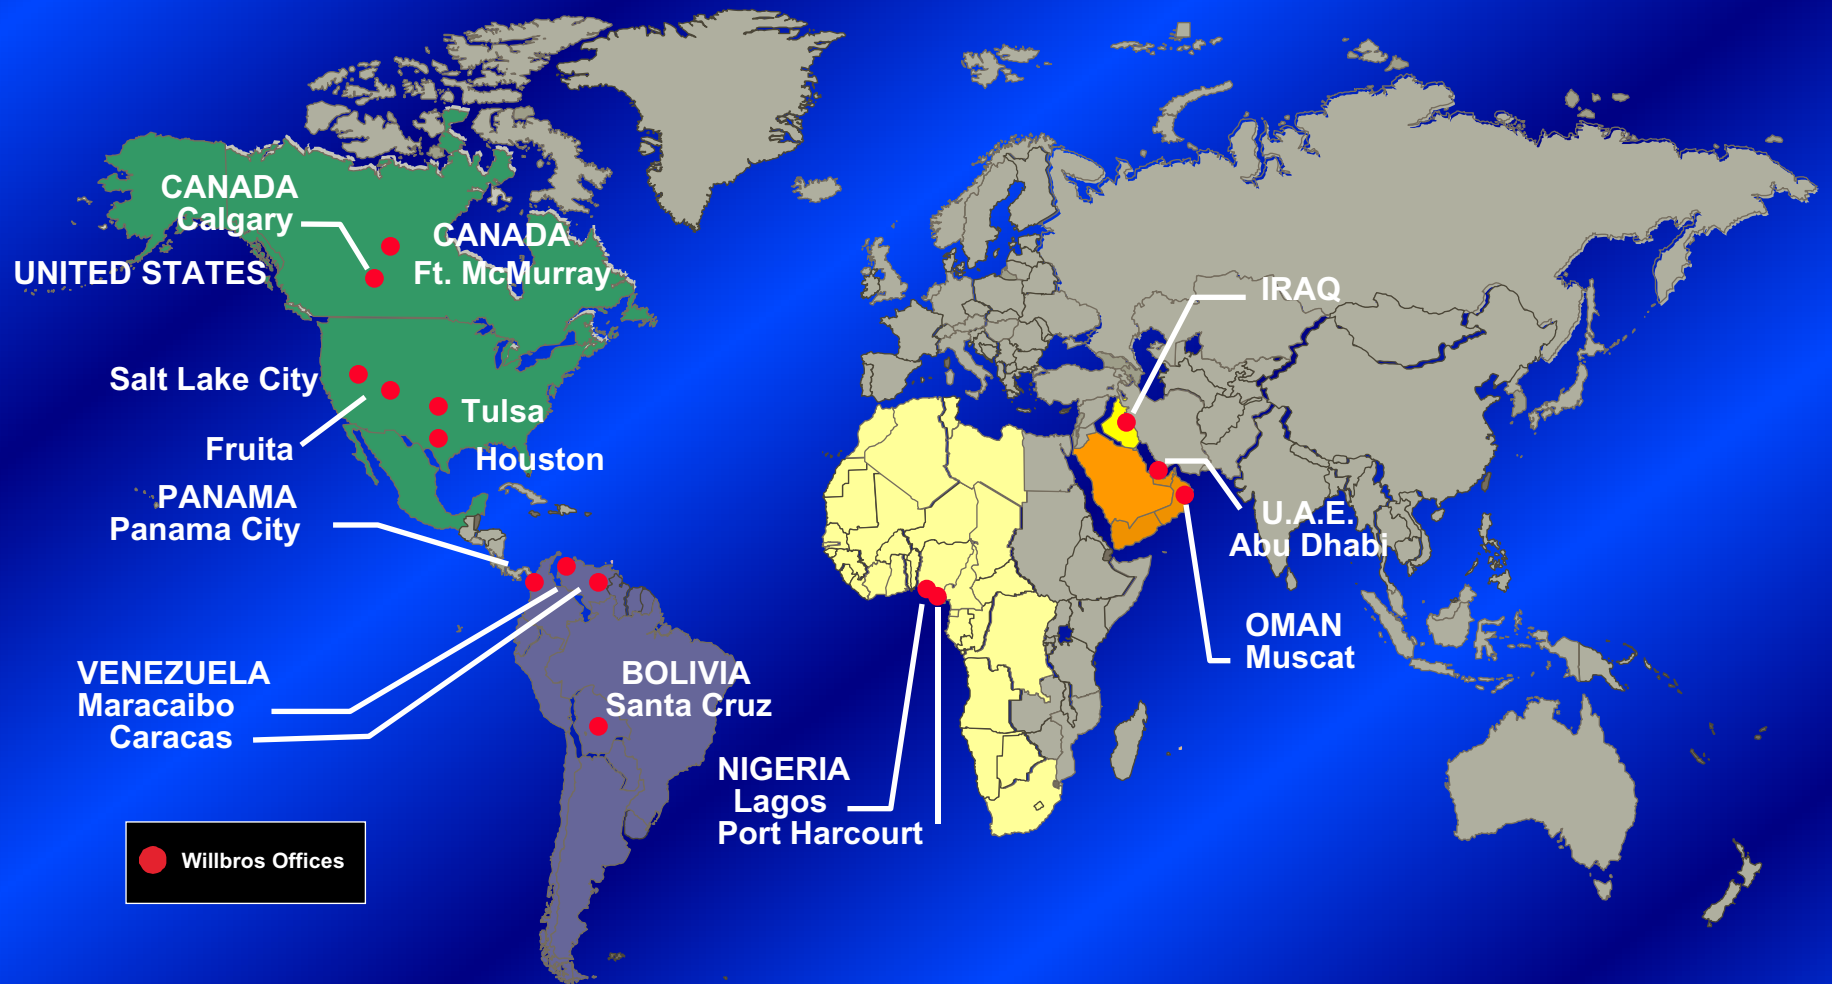 CANADA
Calgary
CANADA
Ft. McMurray
UNITED STATES
Salt Lake City
Fruita
Tulsa
Houston
PANAMA
Panama City
VENEZUELA
Maracaibo
Caracas
BOLIVIA
Santa Cruz
NIGERIA
Lagos
Port Harcourt
IRAQ
U.A.E.
Abu Dhabi
OMAN
Muscat
Willbros Offices